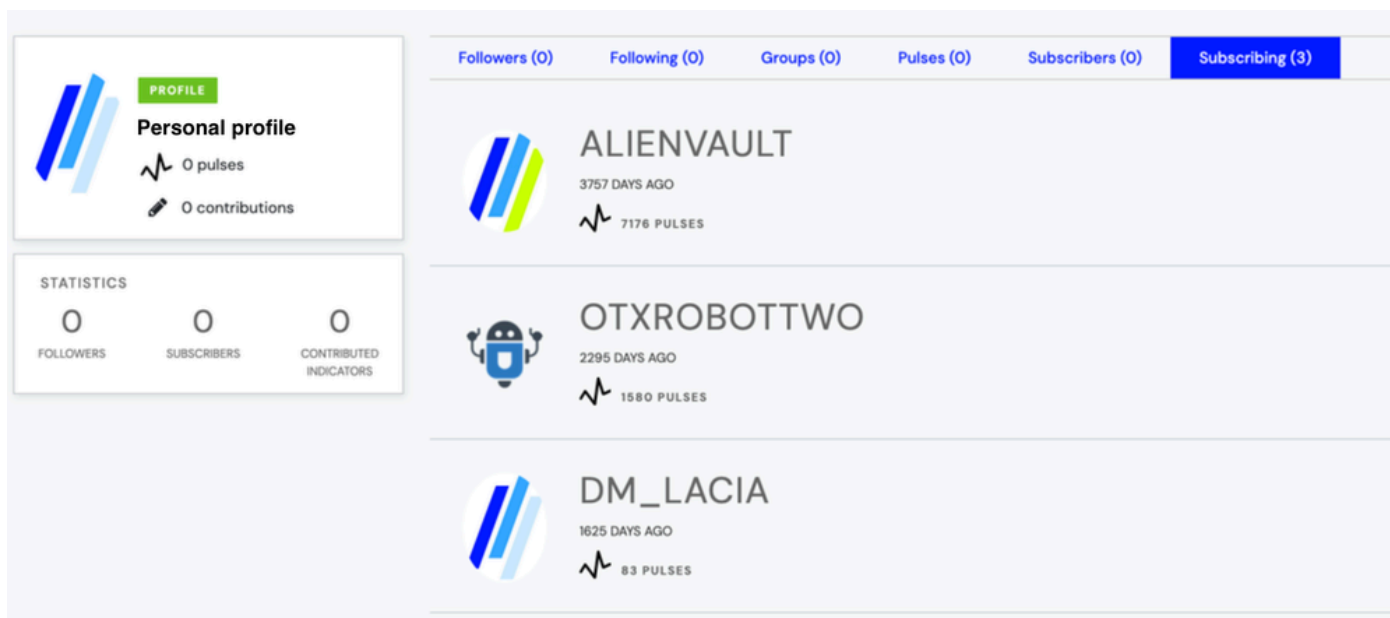 PROFILE
Personal profile
0 pulses
0 contributions
STATISTICS
0 0 0
FOLLOWERS SUBSCRIBERS CONTRIBUTED INDICATORS
Followers (0) Following (0) Groups (0) Pulses (0) Subscribers (0) Subscribing (3)
ALIENVAULT
3757 DAYS AGO
7176 PULSES
OTXROBOTTWO
2295 DAYS AGO
1580 PULSES
DM_LACIA
1625 DAYS AGO
83 PULSES